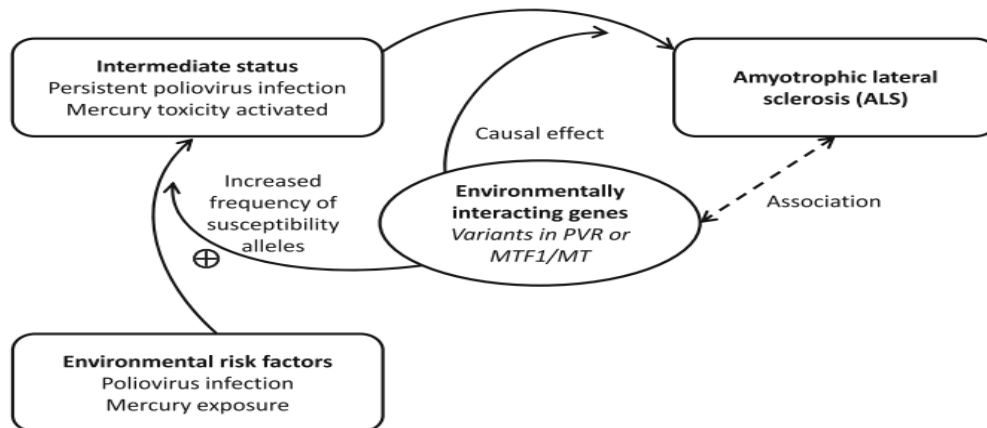 Intermediate status
Persistent poliovirus infection
Mercury toxicity activated
Amyotrophic lateral
sclerosis (ALS)
Causal effect
Increased
frequency of
susceptibility
alleles
Environmentally
interacting genes
Variants in PVR or
MTF1/MT
Association
Environmental risk factors
Poliovirus infection
Mercury exposure